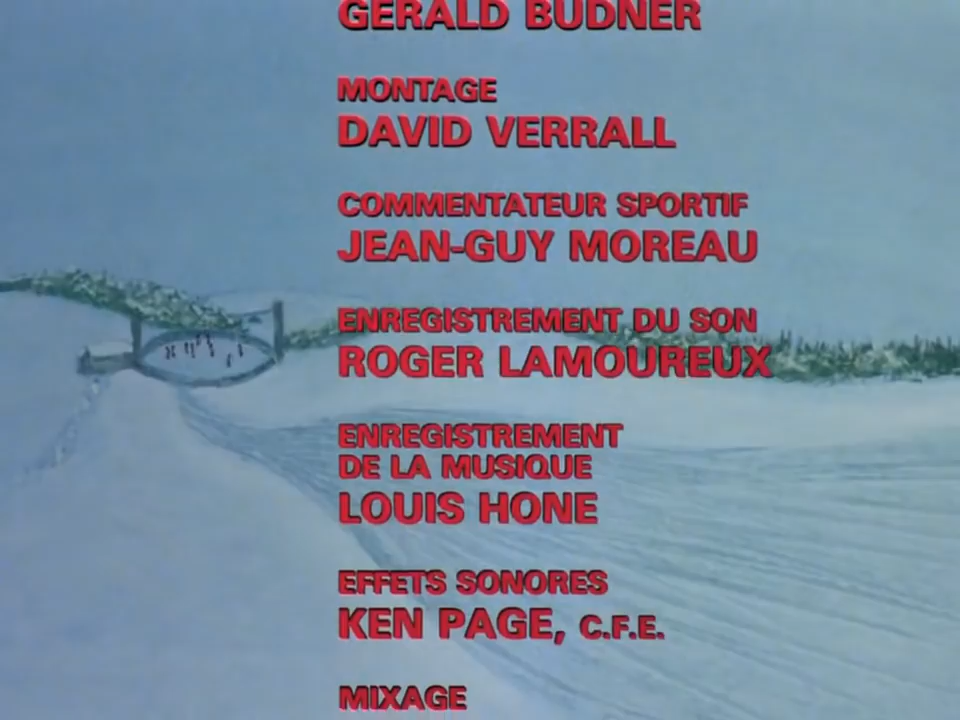 GERALD BUDNER
MONTAGE
DAVID VERRALL
COMMENTATEUR SPORTIF
JEAN-GUY MOREAU
ENREGISTREMENT DU SON
ROGER LAMOUREUX
ENREGISTREMENT
DE LA MUSIQUE
LOUIS HONE
EFFETS SONORES
KEN PAGE, C.F.E.
MIXAGE